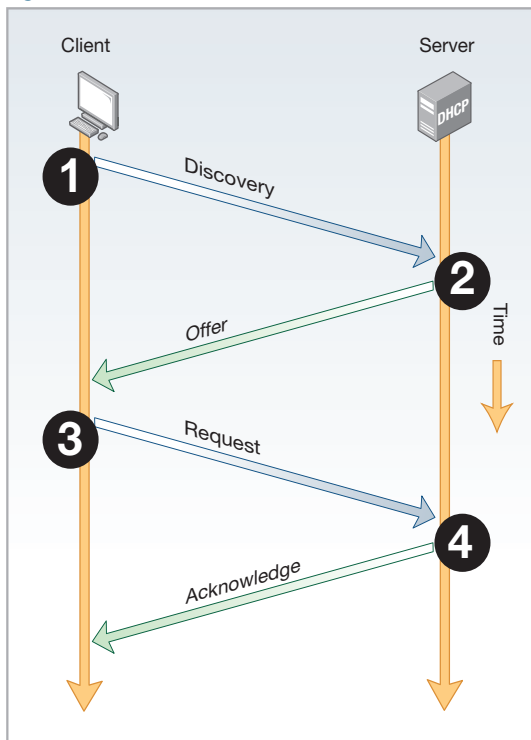 Client
Server
DHCP
1
Discovery
2
Time
Offer
3
Request
4
Acknowledge